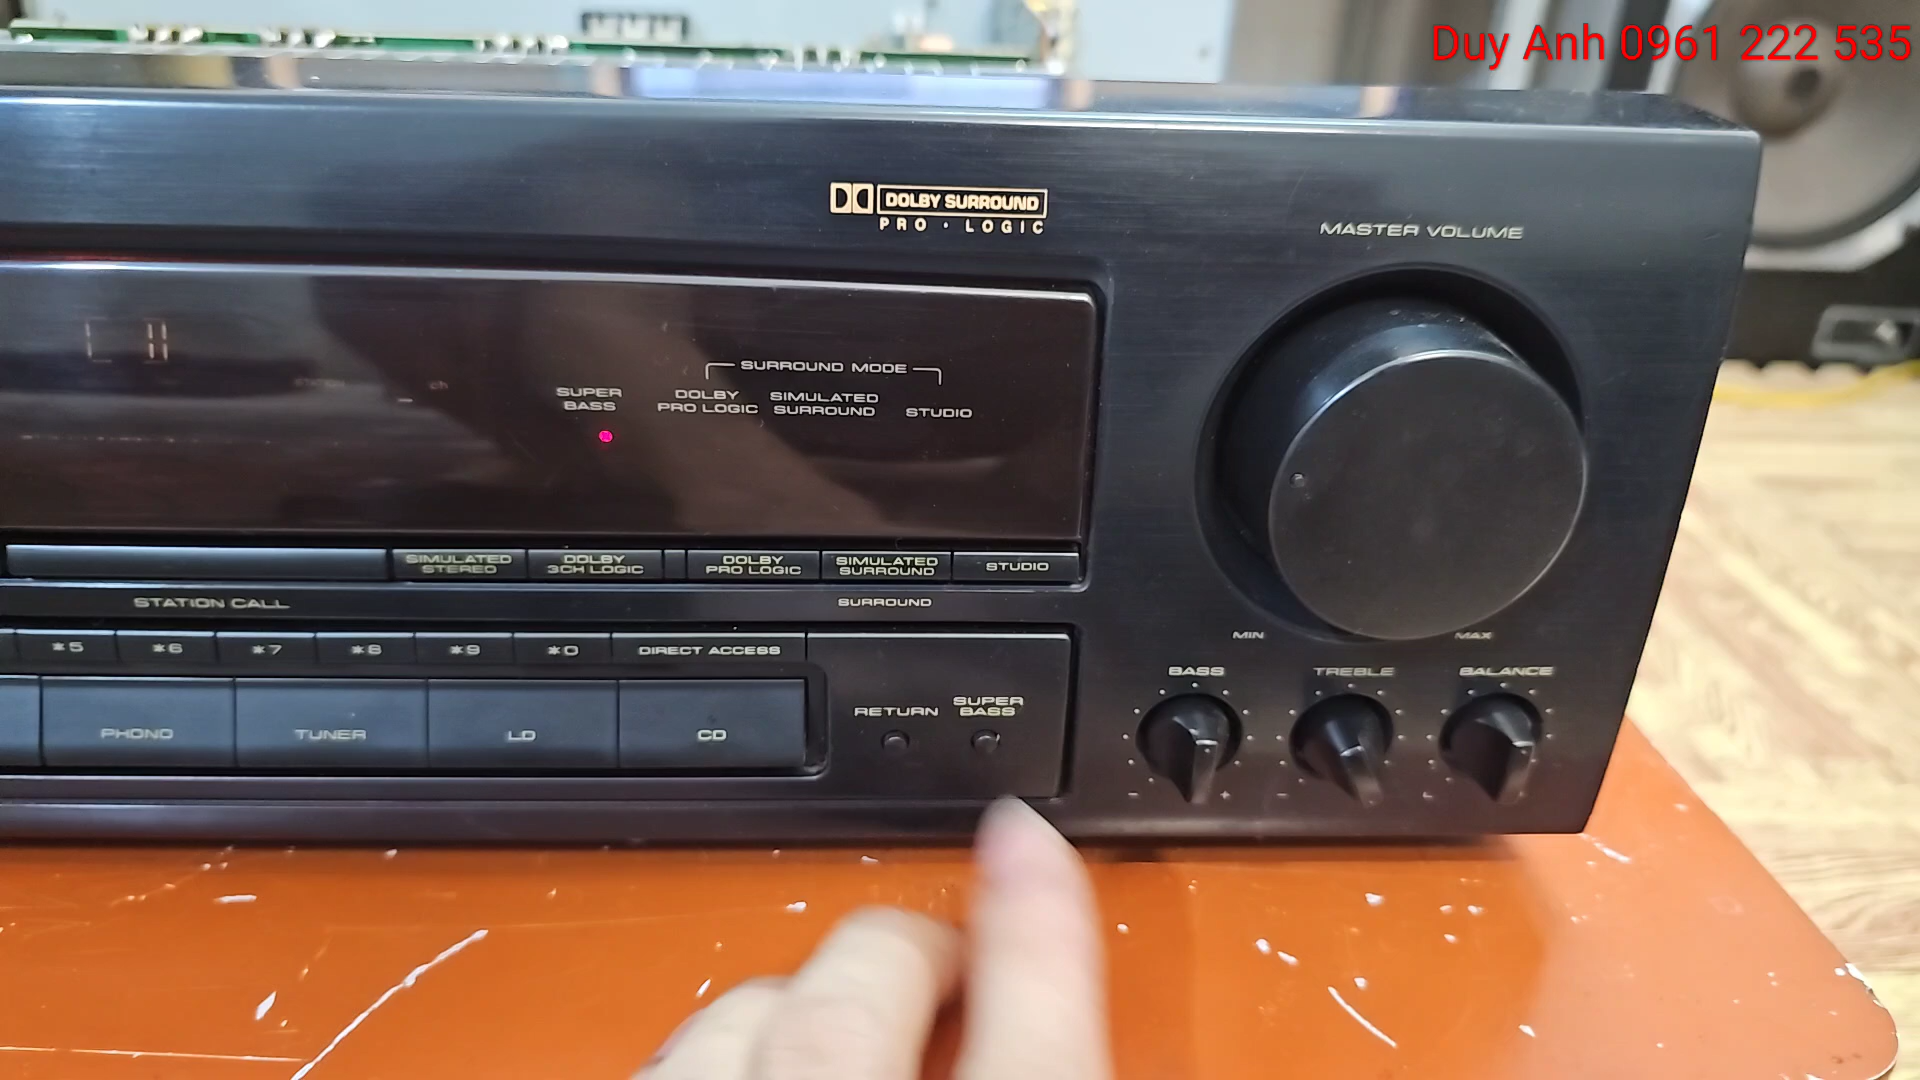 Duy Anh 0961 222 535
DOLBY SURROUND
PRO · LOGIC
MASTER VOLUME
SURROUND MODE
SUPER
BASS
DOLBY
PRO LOGIC
SIMULATED
SURROUND
STUDIO
ch
SIMULATED
STEREO
DOLBY
3CH LOGIC
DOLBY
PRO LOGIC
SIMULATED
SURROUND
STUDIO
STATION CALL
SURROUND
*5 *6 *7 *8 *9 *0 DIRECT ACCESS
MIN MAX
BASS TREBLE BALANCE
RETURN
SUPER
BASS
PHONO TUNER LD CD
- + - L